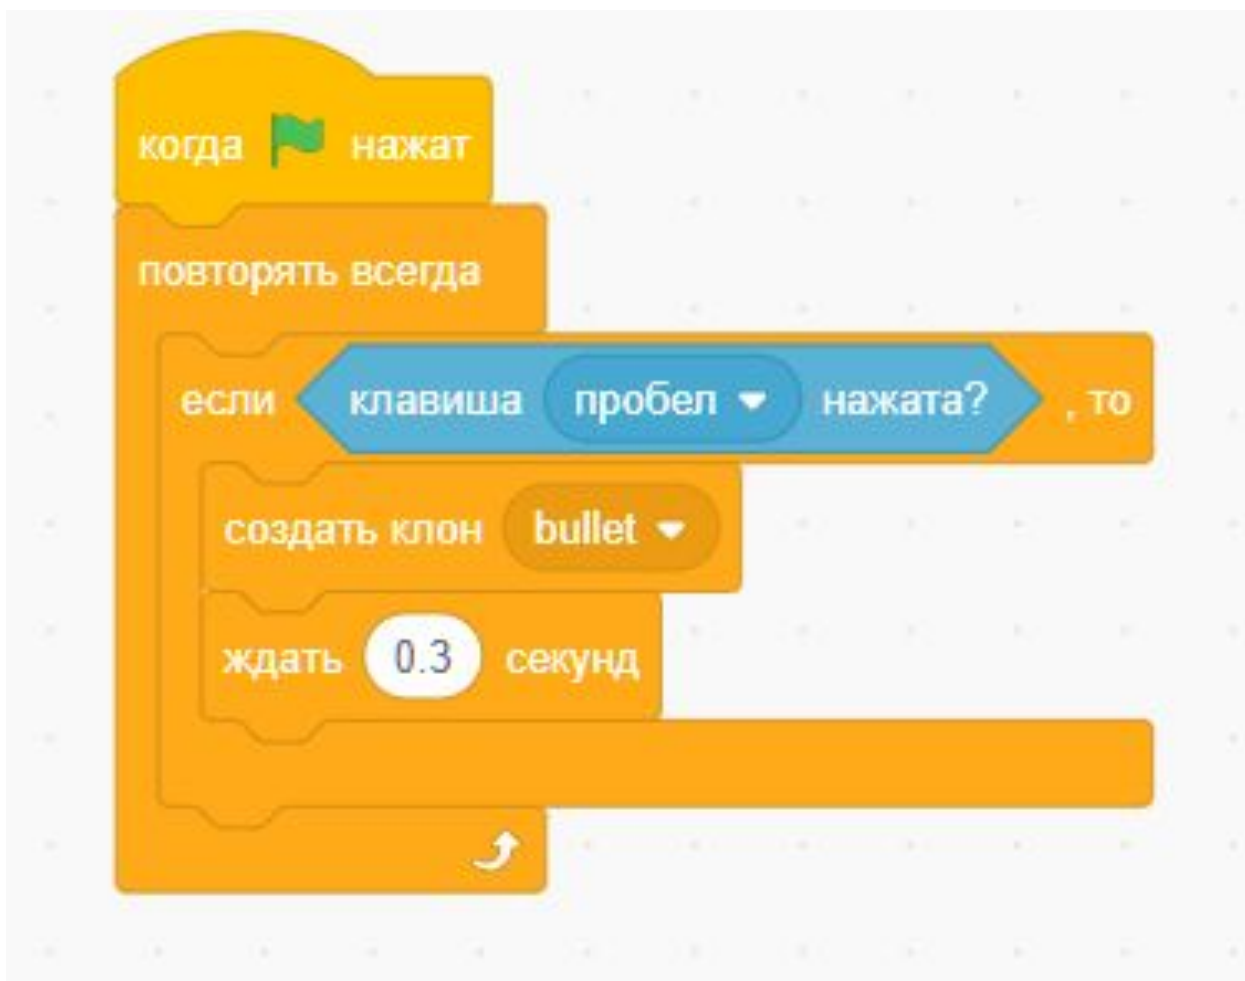 когда нажат
повторять всегда
если клавиша пробел нажата? , то
создать клон bullet
ждать 0.3 секунд